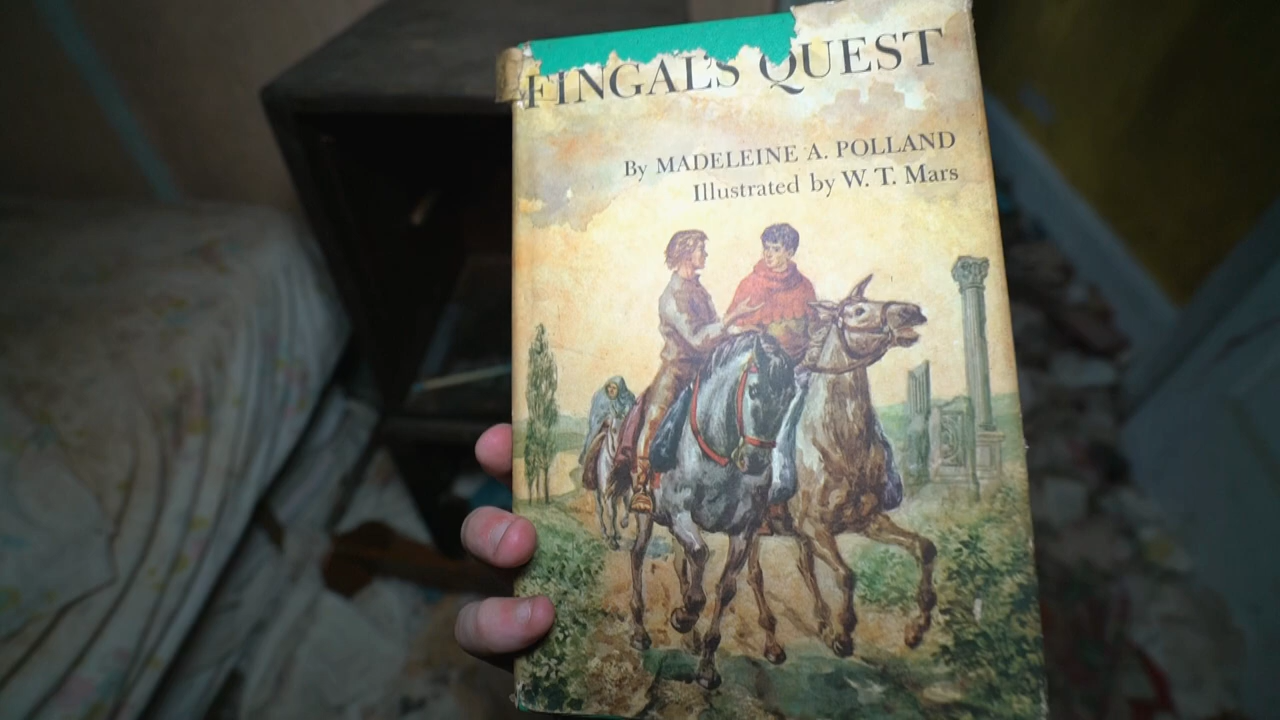 FINGAL'S QUEST
By MADELEINE A. POLLAND
Illustrated by W. T. Mars